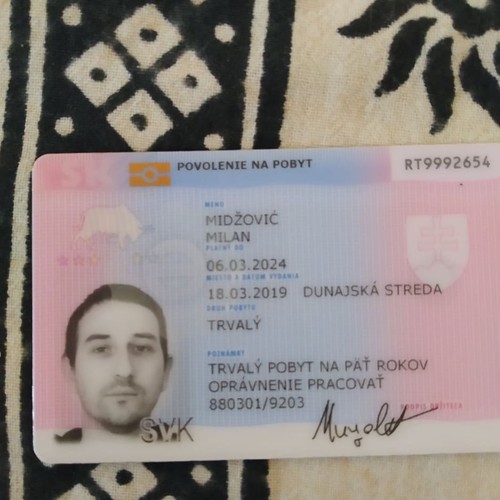 SK
POVOLENIE NA POBYT
RT9992654
MENO
MIDŽOVIĆ
MILAN
PLATNÝ DO
06.03.2024
MIESTO A DÁTUM VYDANIA
18.03.2019 DUNAJSKÁ STREDA
DRUH POBYTU
TRVALÝ
POZNÁMKY
TRVALÝ POBYT NA PÄŤ ROKOV
OPRÁVNENIE PRACOVAŤ
880301/9203
PODPIS DRŽITEĽA
SVK